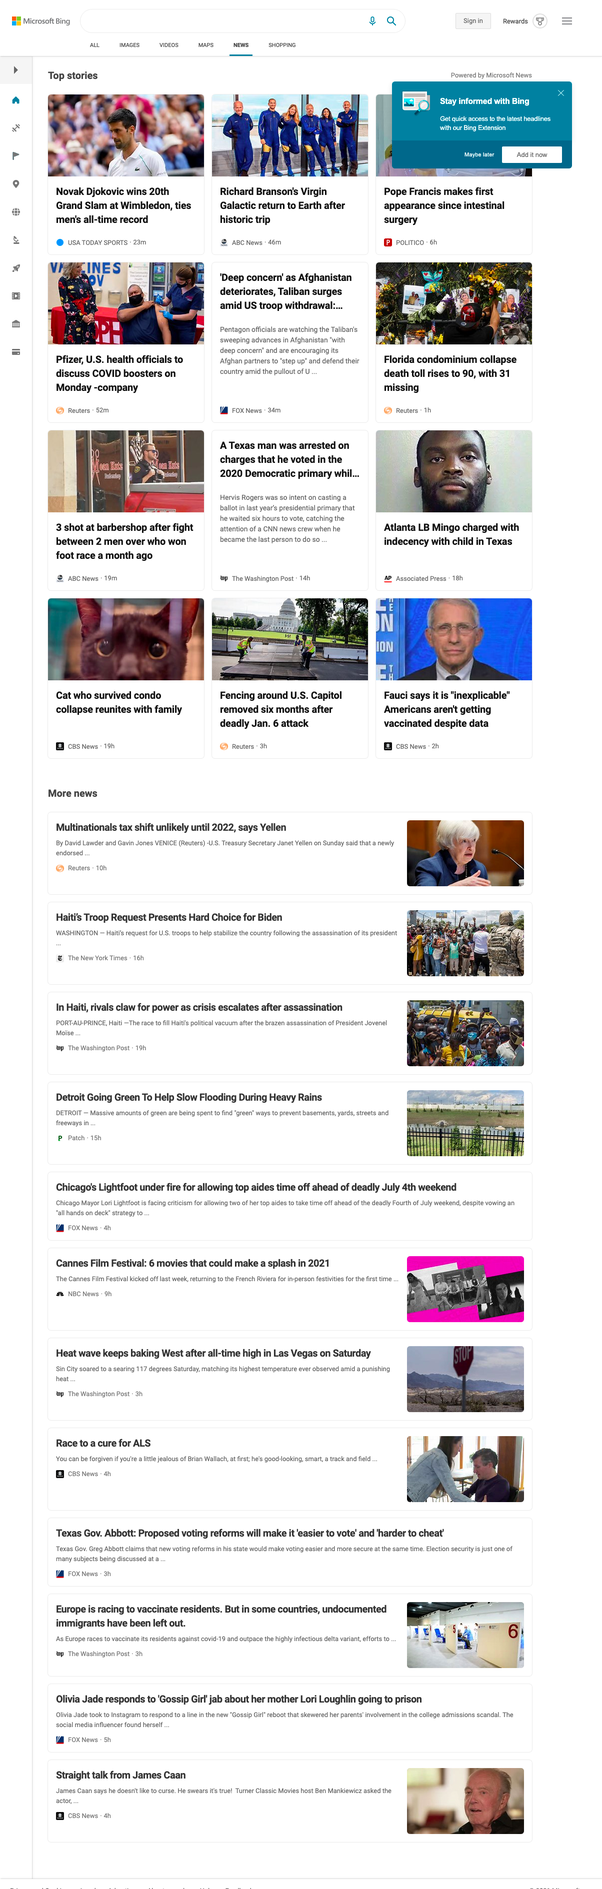 Microsoft Bing
Sign in
Rewards
ALL
IMAGES
VIDEOS
MAPS
NEWS
SHOPPING
Top stories
Powered by Microsoft News
Stay informed with Bing
Get quick access to the latest headlines
with our Bing Extension
Maybe later
Add it now
Novak Djokovic wins 20th
Grand Slam at Wimbledon, ties
men's all-time record
USA TODAY SPORTS · 23m
Richard Branson's Virgin
Galactic return to Earth after
historic trip
ABC News · 46m
Pope Francis makes first
appearance since intestinal
surgery
POLITICO · 6h
Pfizer, U.S. health officials to
discuss COVID boosters on
Monday -company
Reuters · 52m
'Deep concern' as Afghanistan
deteriorates, Taliban surges
amid US troop withdrawal:...
Pentagon officials are watching the Taliban's
sweeping advances in Afghanistan "with
deep concern" and are encouraging its
Afghan partners to "step up" and defend their
country amid the pullout of U ...
FOX News · 34m
Florida condominium collapse
death toll rises to 90, with 31
missing
Reuters · 1h
3 shot at barbershop after fight
between 2 men over who won
foot race a month ago
ABC News · 19m
A Texas man was arrested on
charges that he voted in the
2020 Democratic primary whil...
Hervis Rogers was so intent on casting a
ballot in last year's presidential primary that
he waited six hours to vote, catching the
attention of a CNN news crew when he
became the last person to do so ...
The Washington Post · 14h
Atlanta LB Mingo charged with
indecency with child in Texas
AP Associated Press · 18h
Cat who survived condo
collapse reunites with family
CBS News · 19h
Fencing around U.S. Capitol
removed six months after
deadly Jan. 6 attack
Reuters · 3h
Fauci says it is "inexplicable"
Americans aren't getting
vaccinated despite data
CBS News · 2h
More news
Multinationals tax shift unlikely until 2022, says Yellen
By David Lawder and Gavin Jones VENICE (Reuters) -U.S. Treasury Secretary Janet Yellen on Sunday said that a newly
endorsed ...
Reuters · 10h
Haiti's Troop Request Presents Hard Choice for Biden
WASHINGTON — Haiti's request for U.S. troops to help stabilize the country following the assassination of its president
...
The New York Times · 16h
In Haiti, rivals claw for power as crisis escalates after assassination
PORT-AU-PRINCE, Haiti —The race to fill Haiti's political vacuum after the brazen assassination of President Jovenel
Moïse ...
The Washington Post · 19h
Detroit Going Green To Help Slow Flooding During Heavy Rains
DETROIT — Massive amounts of green are being spent to find "green" ways to prevent basements, yards, streets and
freeways in ...
Patch · 15h
Chicago's Lightfoot under fire for allowing top aides time off ahead of deadly July 4th weekend
Chicago Mayor Lori Lightfoot is facing criticism for allowing two of her top aides to take time off ahead of the deadly Fourth of July weekend, despite vowing an
"all hands on deck" strategy to ...
FOX News · 4h
Cannes Film Festival: 6 movies that could make a splash in 2021
The Cannes Film Festival kicked off last week, returning to the French Riviera for in-person festivities for the first time ...
NBC News · 9h
Heat wave keeps baking West after all-time high in Las Vegas on Saturday
Sin City soared to a searing 117 degrees Saturday, matching its highest temperature ever observed amid a punishing
heat ...
The Washington Post · 3h
STOP
Race to a cure for ALS
You can be forgiven if you're a little jealous of Brian Wallach, at first; he's good-looking, smart, a track and field ...
CBS News · 4h
Texas Gov. Abbott: Proposed voting reforms will make it 'easier to vote' and 'harder to cheat'
Texas Gov. Greg Abbott claims that new voting reforms in his state would make voting easier and more secure at the same time. Election security is just one of
many subjects being discussed at a ...
FOX News · 3h
Europe is racing to vaccinate residents. But in some countries, undocumented
immigrants have been left out.
As Europe races to vaccinate its residents against covid-19 and outpace the highly infectious delta variant, efforts to ...
The Washington Post · 3h
5
6
Olivia Jade responds to 'Gossip Girl' jab about her mother Lori Loughlin going to prison
Olivia Jade took to Instagram to respond to a line in the new "Gossip Girl" reboot that skewered her parents' involvement in the college admissions scandal. The
social media influencer found herself ...
FOX News · 5h
Straight talk from James Caan
James Caan says he doesn't like to curse. He swears it's true! Turner Classic Movies host Ben Mankiewicz asked the
actor, ...
CBS News · 4h